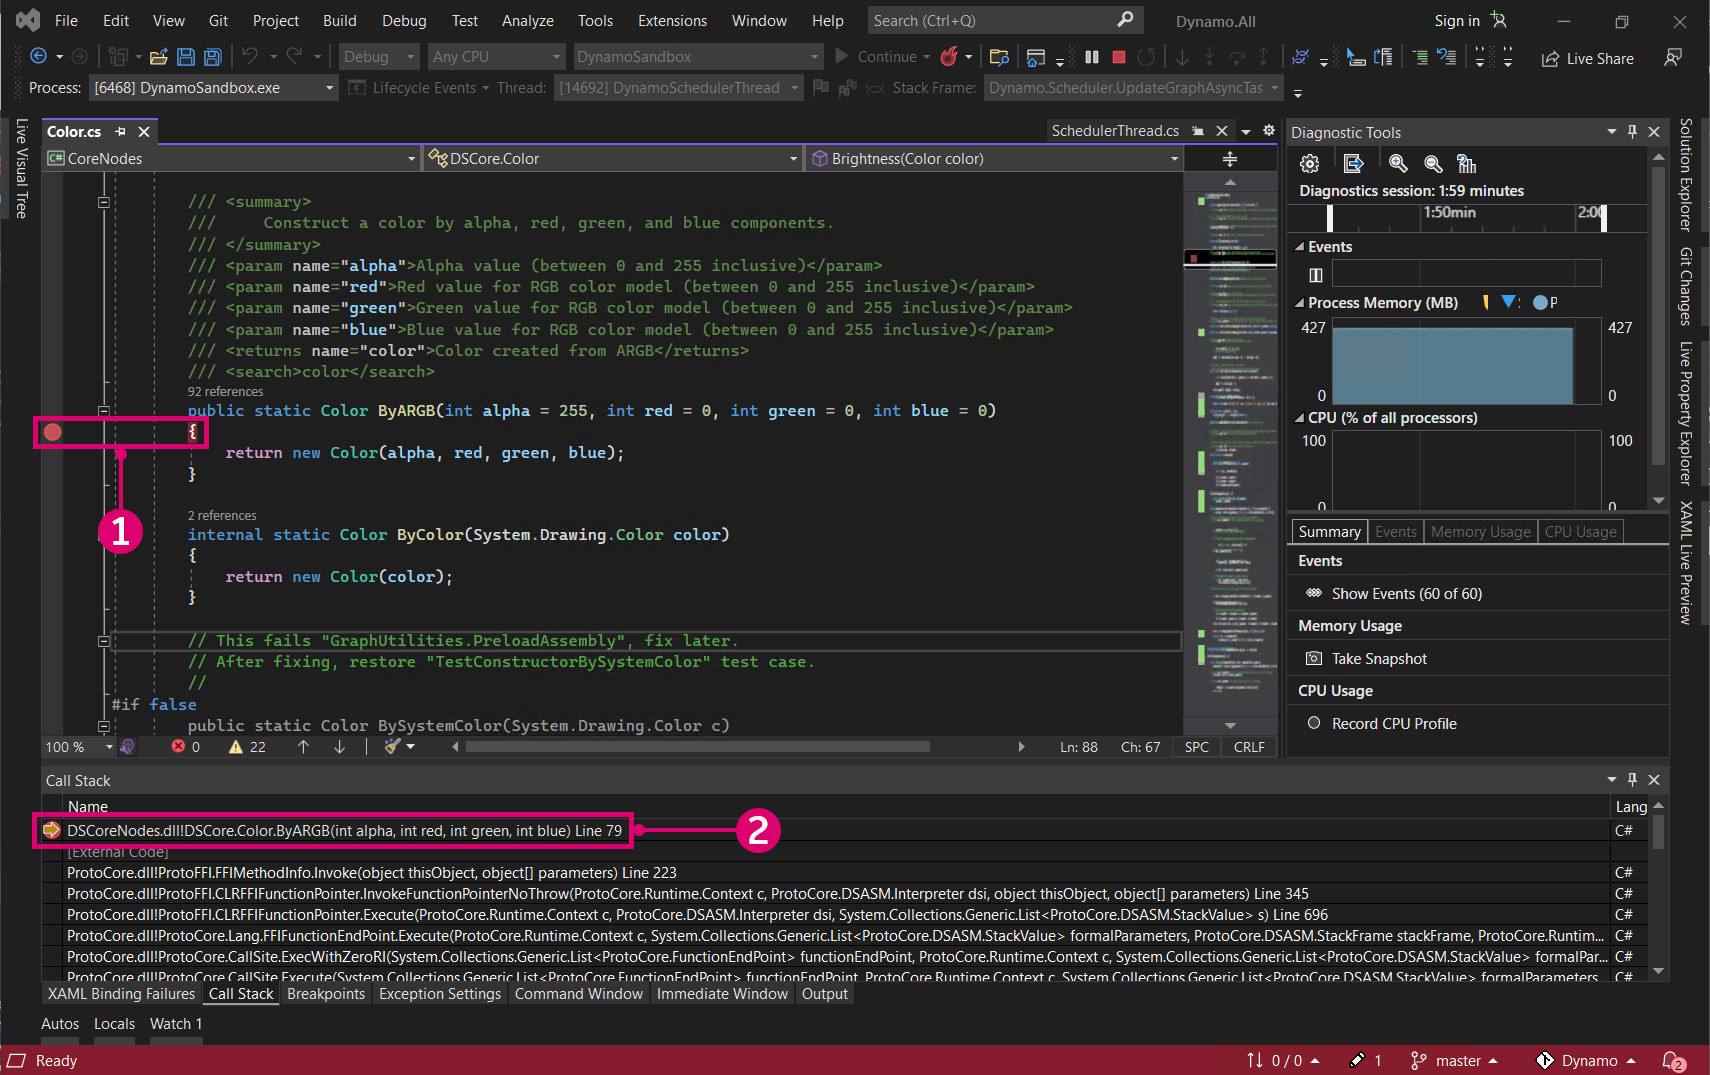 File Edit View Git Project Build Debug Test Analyze Tools Extensions Window Help Search (Ctrl+Q) Dynamo.All Sign in
Debug Any CPU DynamoSandbox Continue Live Share
Process: [6468] DynamoSandbox.exe Lifecycle Events Thread: [14692] DynamoSchedulerThread Stack Frame: Dynamo.Scheduler.UpdateGraphAsyncTas
Live Visual Tree
Color.cs SchedulerThread.cs
C# CoreNodes DSCore.Color Brightness(Color color)
/// <summary>
///     Construct a color by alpha, red, green, and blue components.
/// </summary>
/// <param name="alpha">Alpha value (between 0 and 255 inclusive)</param>
/// <param name="red">Red value for RGB color model (between 0 and 255 inclusive)</param>
/// <param name="green">Green value for RGB color model (between 0 and 255 inclusive)</param>
/// <param name="blue">Blue value for RGB color model (between 0 and 255 inclusive)</param>
/// <returns name="color">Color created from ARGB</returns>
/// <search>color</search>
92 references
public static Color ByARGB(int alpha = 255, int red = 0, int green = 0, int blue = 0)
{
return new Color(alpha, red, green, blue);
}
1
2 references
internal static Color ByColor(System.Drawing.Color color)
{
return new Color(color);
}
// This fails "GraphUtilities.PreloadAssembly", fix later.
// After fixing, restore "TestConstructorBySystemColor" test case.
//
#if false
public static Color BySystemColor(System.Drawing.Color c)
100 % 0 22 Ln: 88 Ch: 67 SPC CRLF
Diagnostic Tools
Diagnostics session: 1:59 minutes
1:50min 2:00
Events
Process Memory (MB) P
427 427
0 0
CPU (% of all processors)
100 100
0 0
Summary Events Memory Usage CPU Usage
Events
Show Events (60 of 60)
Memory Usage
Take Snapshot
CPU Usage
Record CPU Profile
Solution Explorer
Git Changes
Live Property Explorer
XAML Live Preview
Call Stack
Name Lang
DSCoreNodes.dll!DSCore.Color.ByARGB(int alpha, int red, int green, int blue) Line 79 C#
2
[External Code]
ProtoCore.dll!ProtoFFI.FFIMethodInfo.Invoke(object thisObject, object[] parameters) Line 223 C#
ProtoCore.dll!ProtoFFI.CLRFFIFunctionPointer.InvokeFunctionPointerNoThrow(ProtoCore.Runtime.Context c, ProtoCore.DSASM.Interpreter dsi, object thisObject, object[] parameters) Line 345 C#
ProtoCore.dll!ProtoFFI.CLRFFIFunctionPointer.Execute(ProtoCore.Runtime.Context c, ProtoCore.DSASM.Interpreter dsi, System.Collections.Generic.List<ProtoCore.DSASM.StackValue> s) Line 696 C#
ProtoCore.dll!ProtoCore.Lang.FFIFunctionEndPoint.Execute(ProtoCore.Runtime.Context c, System.Collections.Generic.List<ProtoCore.DSASM.StackValue> formalParameters, ProtoCore.DSASM.StackFrame stackFrame, ProtoCore.Runtim... C#
ProtoCore.dll!ProtoCore.CallSite.ExecWithZeroRI(System.Collections.Generic.List<ProtoCore.FunctionEndPoint> functionEndPoint, ProtoCore.Runtime.Context c, System.Collections.Generic.List<ProtoCore.DSASM.StackValue> formalPar... C#
ProtoCore.dll!ProtoCore.CallSite.Execute(System.Collections.Generic.List<ProtoCore.FunctionEndPoint> functionEndPoint, ProtoCore.Runtime.Context c, System.Collections.Generic.List<ProtoCore.DSASM.StackValue> formalParameters C#
XAML Binding Failures Call Stack Breakpoints Exception Settings Command Window Immediate Window Output
Autos Locals Watch 1
Ready 0 / 0 1 master Dynamo 2